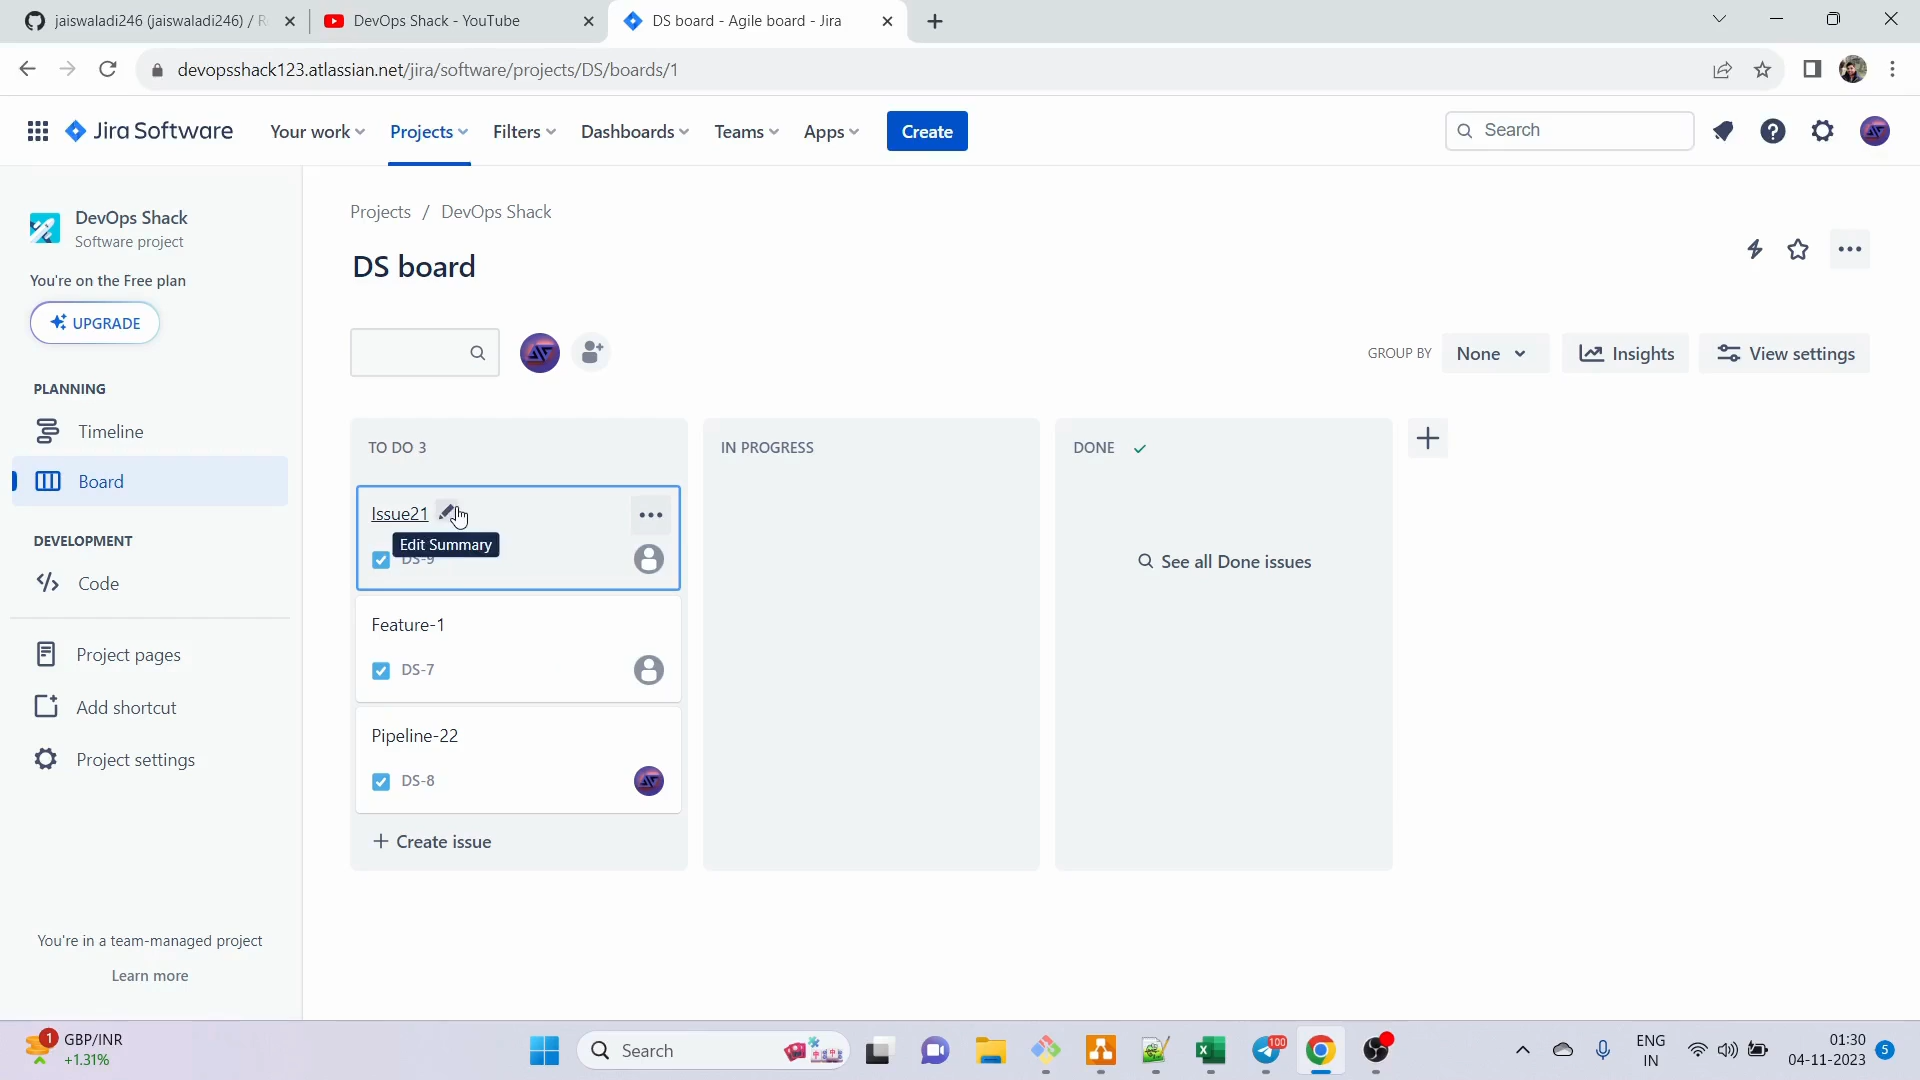 jaiswaladi246 (jaiswaladi246) / R
DevOps Shack - YouTube
DS board - Agile board - Jira
devopsshack123.atlassian.net/jira/software/projects/DS/boards/1
Jira Software
Your work
Projects
Filters
Dashboards
Teams
Apps
Create
Search
DevOps Shack
Software project
You're on the Free plan
UPGRADE
PLANNING
Timeline
Board
DEVELOPMENT
Code
Project pages
Add shortcut
Project settings
You're in a team-managed project
Learn more
Projects / DevOps Shack
DS board
GROUP BY
None
Insights
View settings
TO DO 3
Issue21
Edit Summary
DS-9
Feature-1
DS-7
Pipeline-22
DS-8
+ Create issue
IN PROGRESS
DONE
See all Done issues
1
GBP/INR
+1.31%
Search
100
ENG
IN
01:30
04-11-2023
5